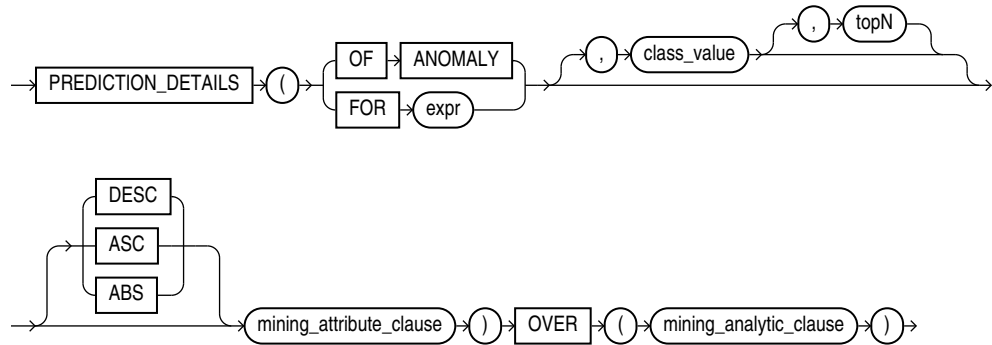 , topN
OF ANOMALY , class_value
PREDICTION_DETAILS (
FOR expr
DESC
ASC
ABS
mining_attribute_clause ) OVER ( mining_analytic_clause )